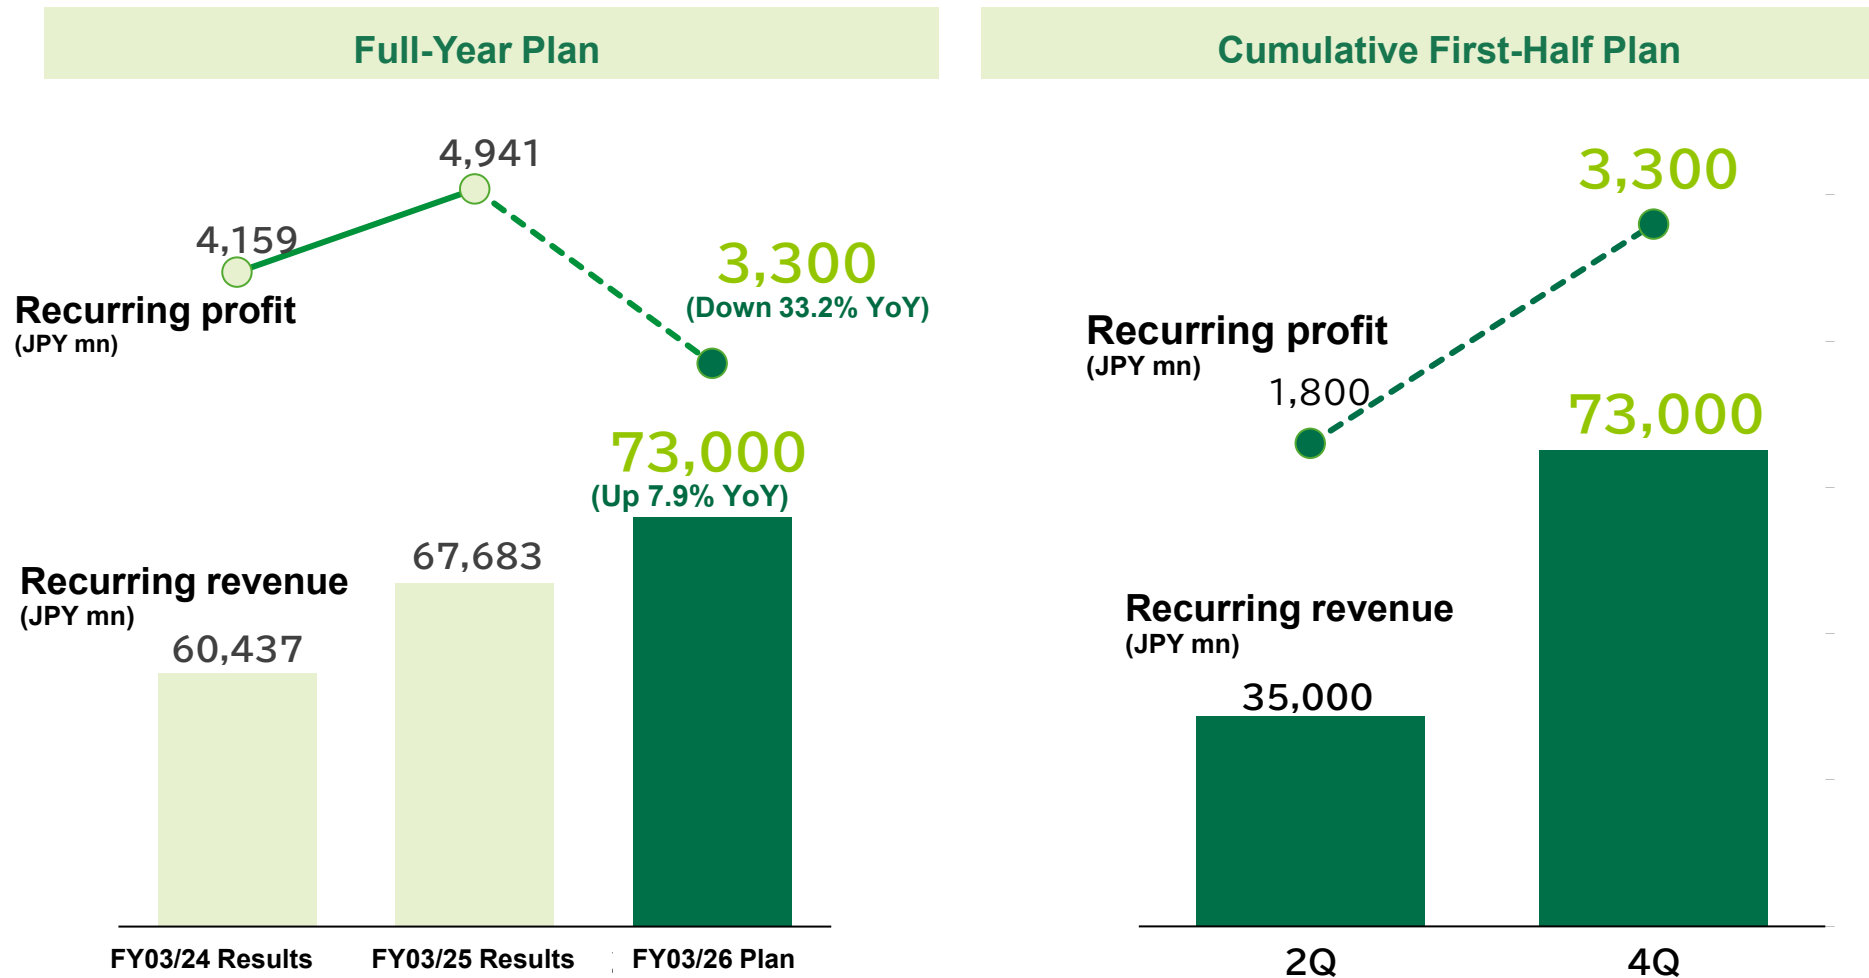 Full-Year Plan
4,941
4,159
3,300
(Down 33.2% YoY)
Recurring profit
(JPY mn)
73,000
(Up 7.9% YoY)
67,683
Recurring revenue
(JPY mn)
60,437
FY03/24 Results
FY03/25 Results
FY03/26 Plan
Cumulative First-Half Plan
3,300
Recurring profit
(JPY mn)
1,800
73,000
Recurring revenue
(JPY mn)
35,000
2Q
4Q